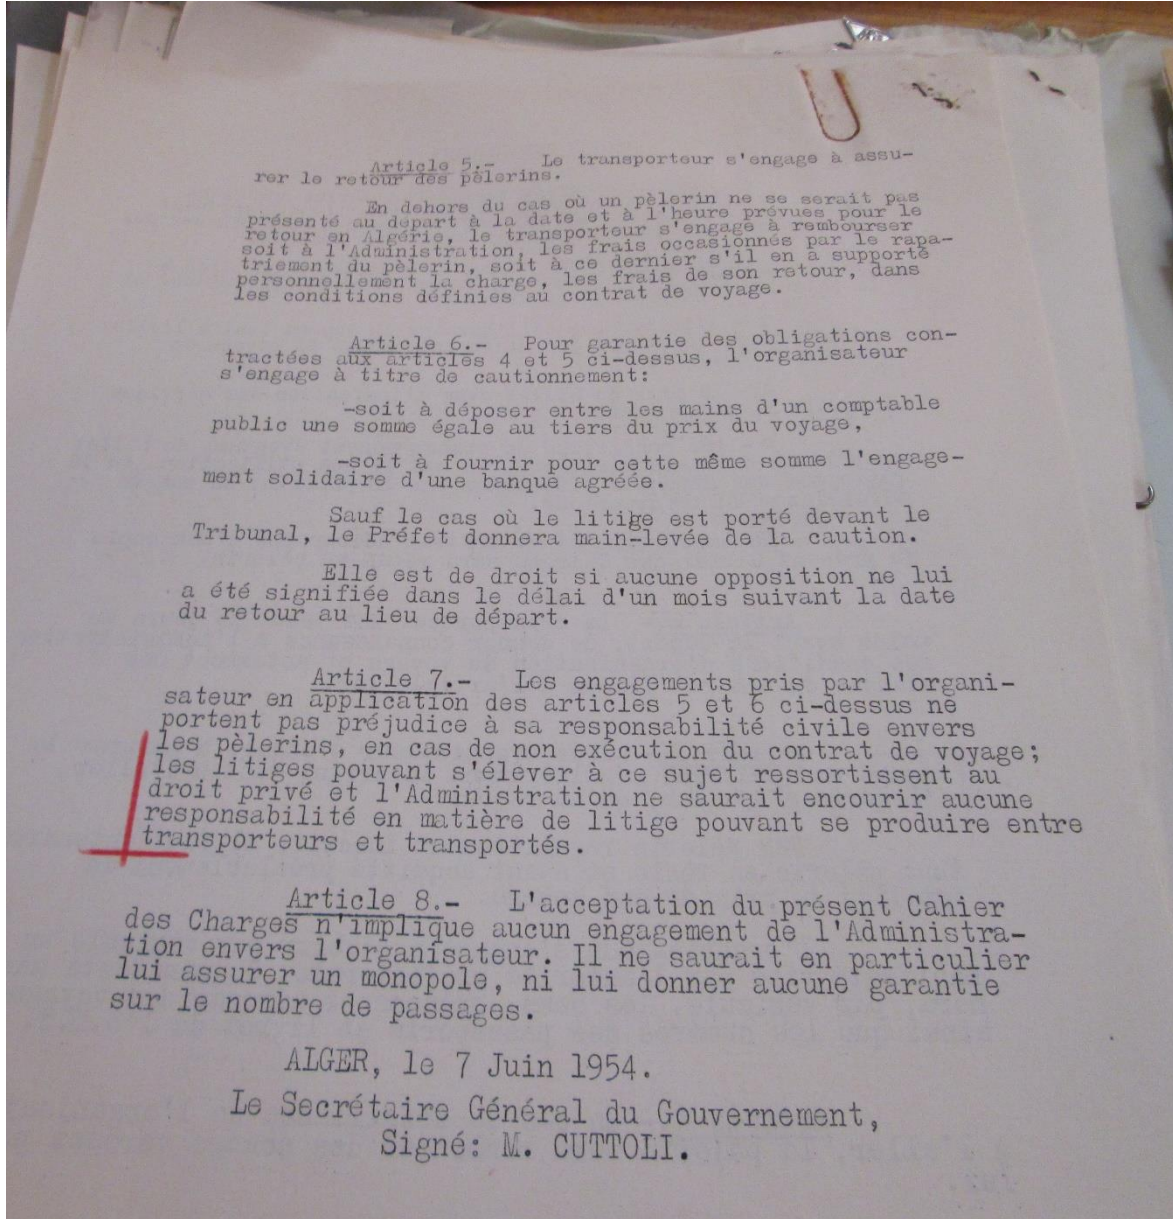 Article 5.- Le transporteur s'engage à assu-
rer le retour des pèlerins.
En dehors du cas où un pèlerin ne se serait pas
présenté au départ à la date et à l'heure prévues pour le
retour en Algérie, le transporteur s'engage à rembourser
soit à l'Administration, les frais occasionnés par le rapa-
triement du pèlerin, soit à ce dernier s'il en a supporté
personnellement la charge, les frais de son retour, dans
les conditions définies au contrat de voyage.
Article 6.- Pour garantie des obligations con-
tractées aux articles 4 et 5 ci-dessus, l'organisateur
s'engage à titre de cautionnement:
-soit à déposer entre les mains d'un comptable
public une somme égale au tiers du prix du voyage,
-soit à fournir pour cette même somme l'engage-
ment solidaire d'une banque agréée.
Sauf le cas où le litige est porté devant le
Tribunal, le Préfet donnera main-levée de la caution.
Elle est de droit si aucune opposition ne lui
a été signifiée dans le délai d'un mois suivant la date
du retour au lieu de départ.
Article 7.- Les engagements pris par l'organi-
sateur en application des articles 5 et 6 ci-dessus ne
portent pas préjudice à sa responsabilité civile envers
les pèlerins, en cas de non exécution du contrat de voyage;
les litiges pouvant s'élever à ce sujet ressortissent au
droit privé et l'Administration ne saurait encourir aucune
responsabilité en matière de litige pouvant se produire entre
transporteurs et transportés.
Article 8.- L'acceptation du présent Cahier
des Charges n'implique aucun engagement de l'Administra-
tion envers l'organisateur. Il ne saurait en particulier
lui assurer un monopole, ni lui donner aucune garantie
sur le nombre de passages.
ALGER, le 7 Juin 1954.
Le Secrétaire Général du Gouvernement,
Signé: M. CUTTOLI.